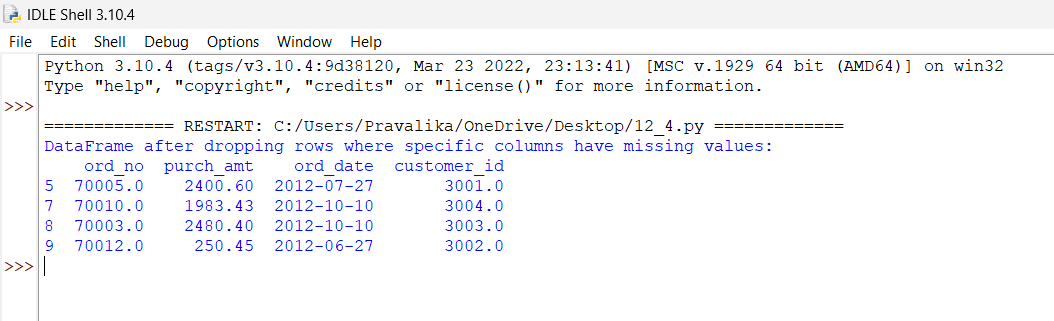 IDLE Shell 3.10.4
File Edit Shell Debug Options Window Help
Python 3.10.4 (tags/v3.10.4:9d38120, Mar 23 2022, 23:13:41) [MSC v.1929 64 bit (AMD64)] on win32
Type "help", "copyright", "credits" or "license()" for more information.
>>>
============= RESTART: C:/Users/Pravalika/OneDrive/Desktop/12_4.py =============
DataFrame after dropping rows where specific columns have missing values:
    ord_no  purch_amt    ord_date  customer_id
5  70005.0    2400.60  2012-07-27       3001.0
7  70010.0    1983.43  2012-10-10       3004.0
8  70003.0    2480.40  2012-10-10       3003.0
9  70012.0     250.45  2012-06-27       3002.0
>>>